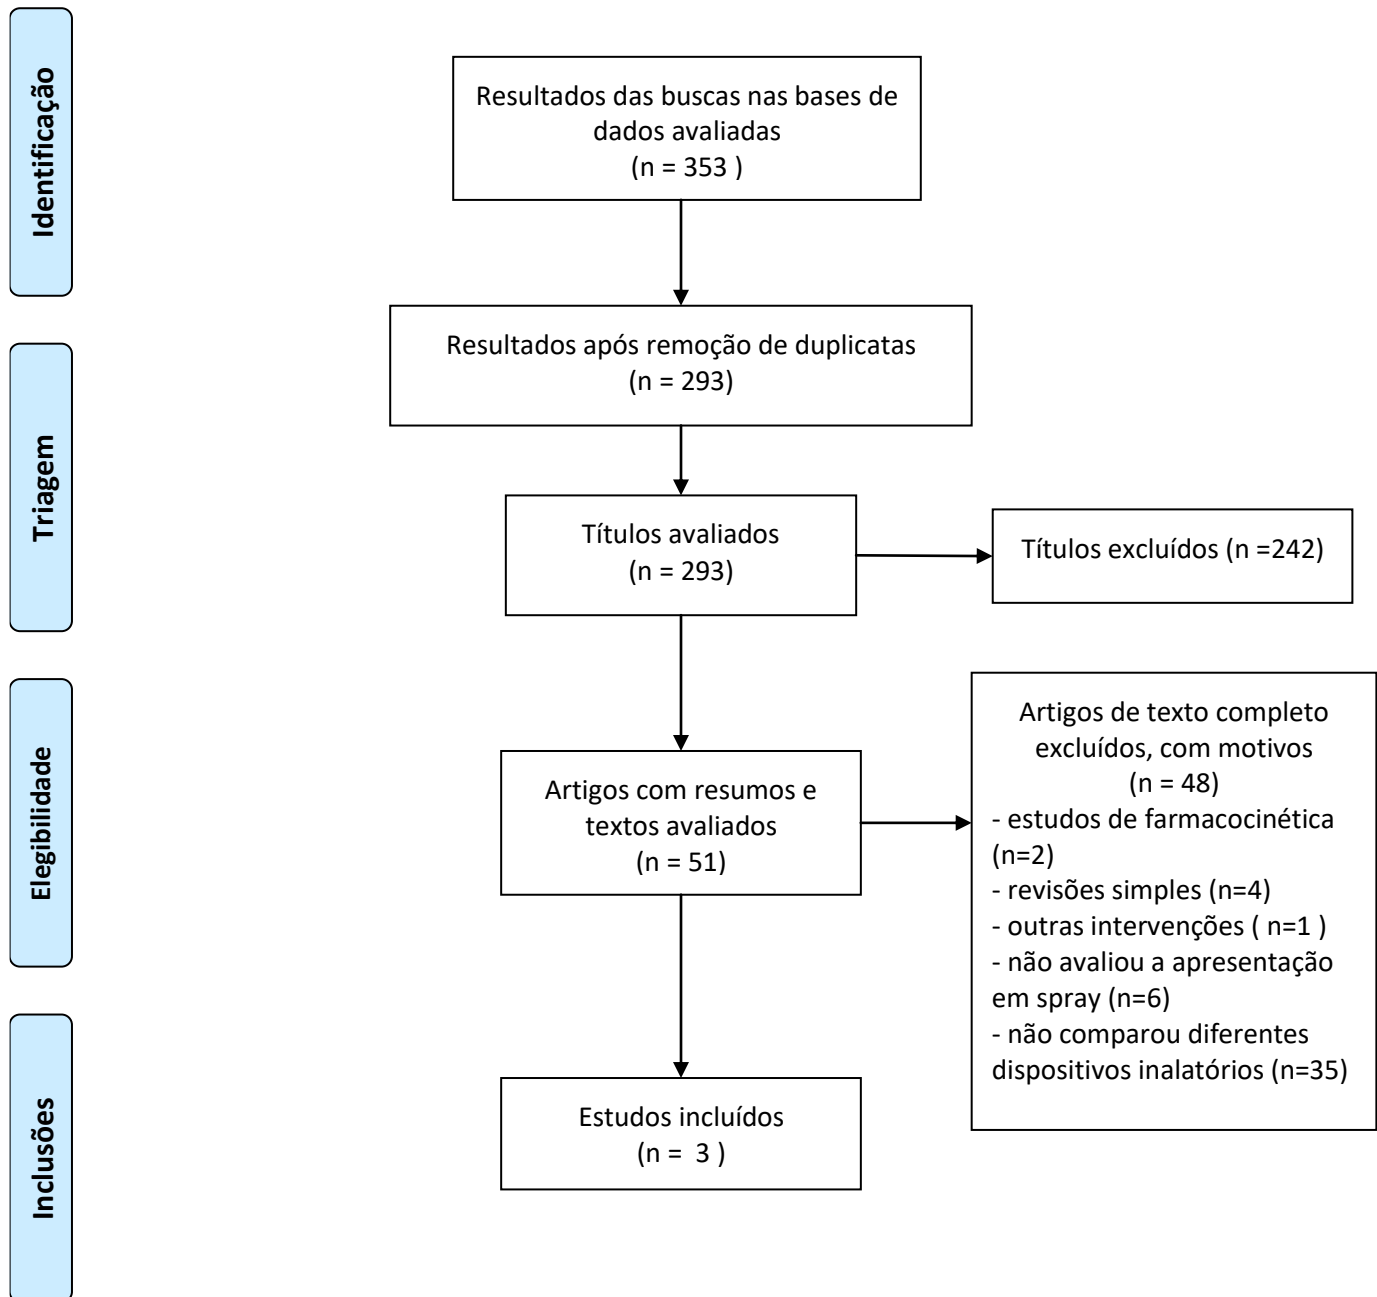 Identificação
Resultados das buscas nas bases de
dados avaliadas
(n = 353 )
Resultados após remoção de duplicatas
(n = 293)
Triagem
Títulos avaliados
(n = 293)
Títulos excluídos (n =242)
Elegibilidade
Artigos com resumos e
textos avaliados
(n = 51)
Artigos de texto completo
excluídos, com motivos
(n = 48)
- estudos de farmacocinética
(n=2)
- revisões simples (n=4)
- outras intervenções ( n=1 )
- não avaliou a apresentação
em spray (n=6)
- não comparou diferentes
dispositivos inalatórios (n=35)
Inclusões
Estudos incluídos
(n =  3 )